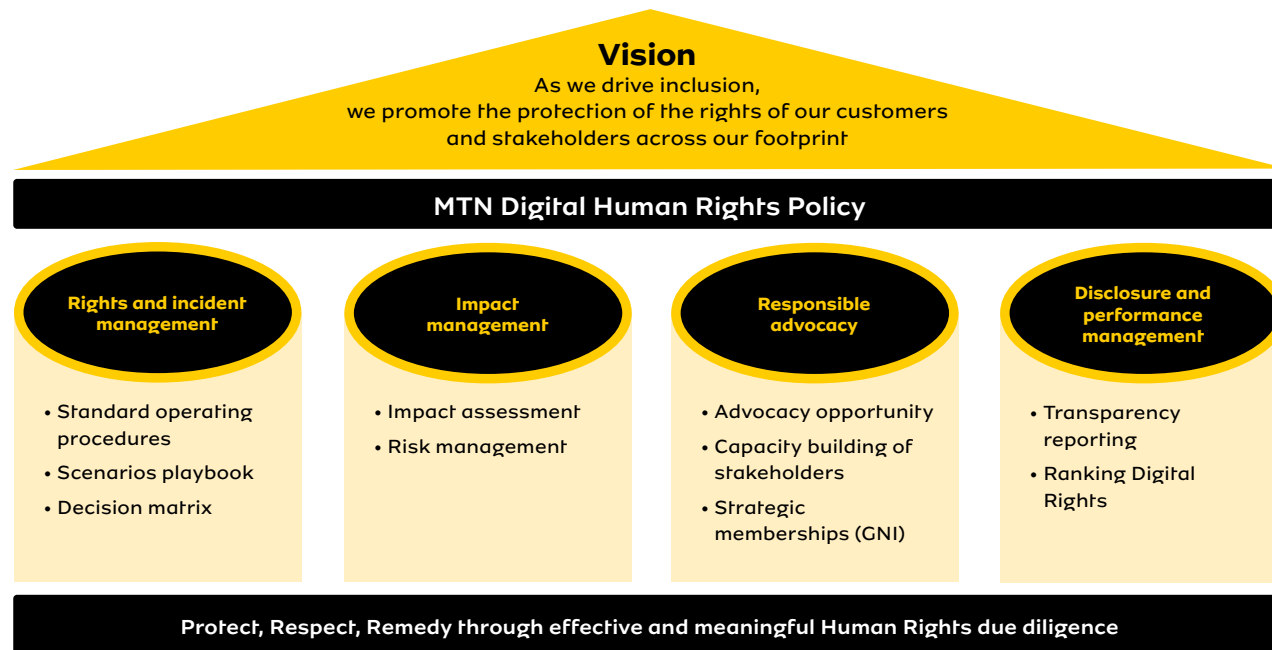 Vision
As we drive inclusion,
we promote the protection of the rights of our customers
and stakeholders across our footprint
MTN Digital Human Rights Policy
Rights and incident
management
• Standard operating
procedures
• Scenarios playbook
• Decision matrix
Impact
management
• Impact assessment
• Risk management
Responsible
advocacy
• Advocacy opportunity
• Capacity building of
stakeholders
• Strategic
memberships (GNI)
Disclosure and
performance
management
• Transparency
reporting
• Ranking Digital
Rights
Protect, Respect, Remedy through effective and meaningful Human Rights due diligence